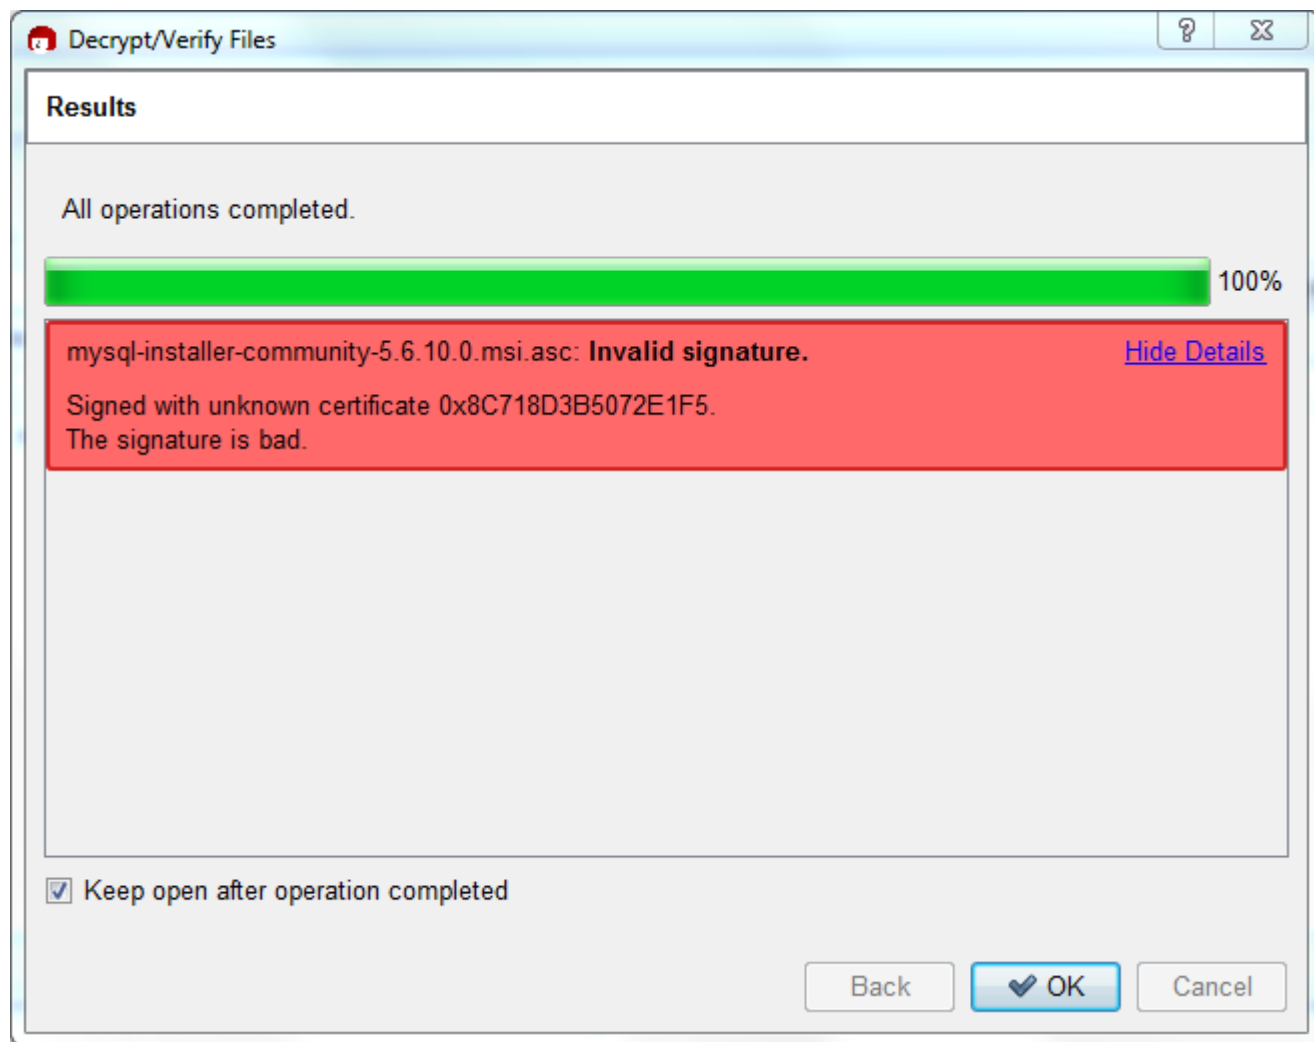 Decrypt/Verify Files
Results
All operations completed.
100%
mysql-installer-community-5.6.10.0.msi.asc: Invalid signature. Hide Details
Signed with unknown certificate 0x8C718D3B5072E1F5.
The signature is bad.
Keep open after operation completed
Back OK Cancel